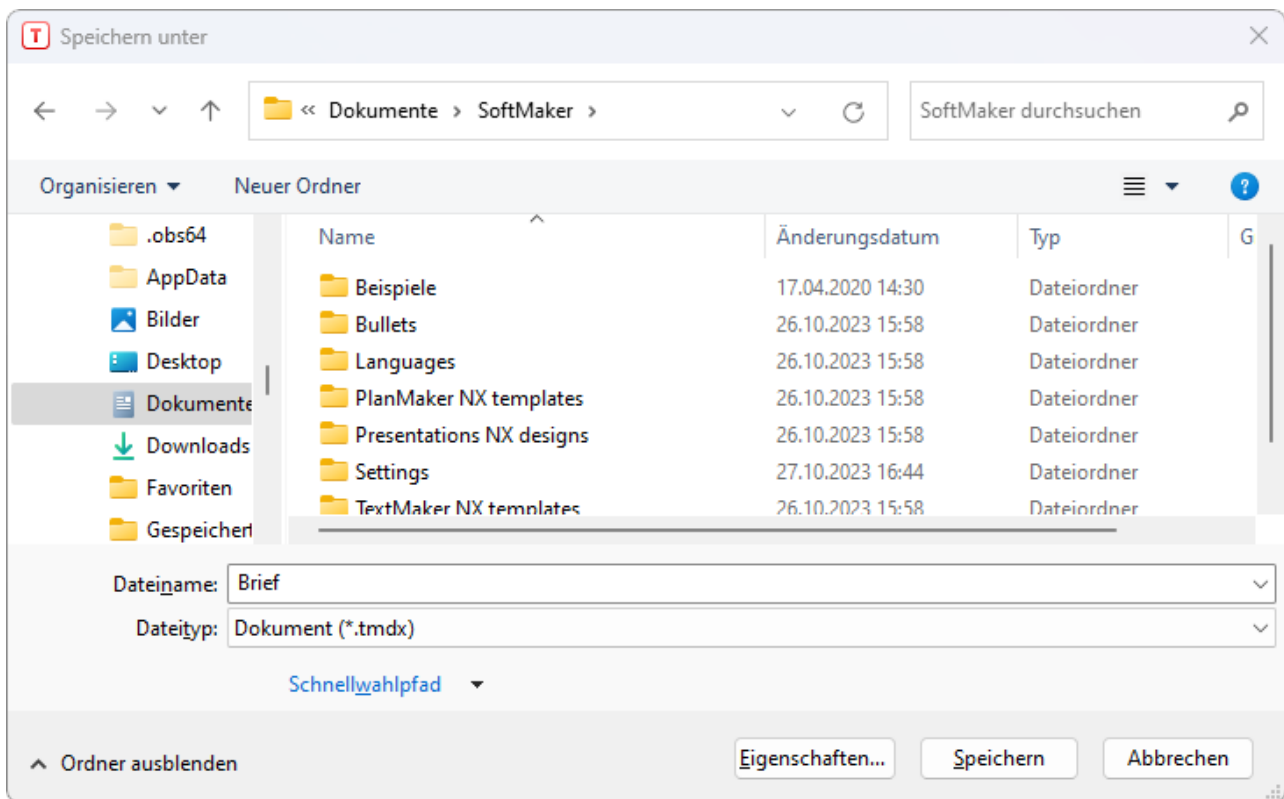 T Speichern unter
« Dokumente > SoftMaker >
SoftMaker durchsuchen
Organisieren Neuer Ordner ?
.obs64
AppData
Bilder
Desktop
Dokumente
Downloads
Favoriten
Gespeichert
Name Änderungsdatum Typ G
Beispiele 17.04.2020 14:30 Dateiordner
Bullets 26.10.2023 15:58 Dateiordner
Languages 26.10.2023 15:58 Dateiordner
PlanMaker NX templates 26.10.2023 15:58 Dateiordner
Presentations NX designs 26.10.2023 15:58 Dateiordner
Settings 27.10.2023 16:44 Dateiordner
TextMaker NX templates 26.10.2023 15:58 Dateiordner
Dateiname: Brief
Dateityp: Dokument (*.tmdx)
Schnellwahlpfad
Ordner ausblenden
Eigenschaften... Speichern Abbrechen